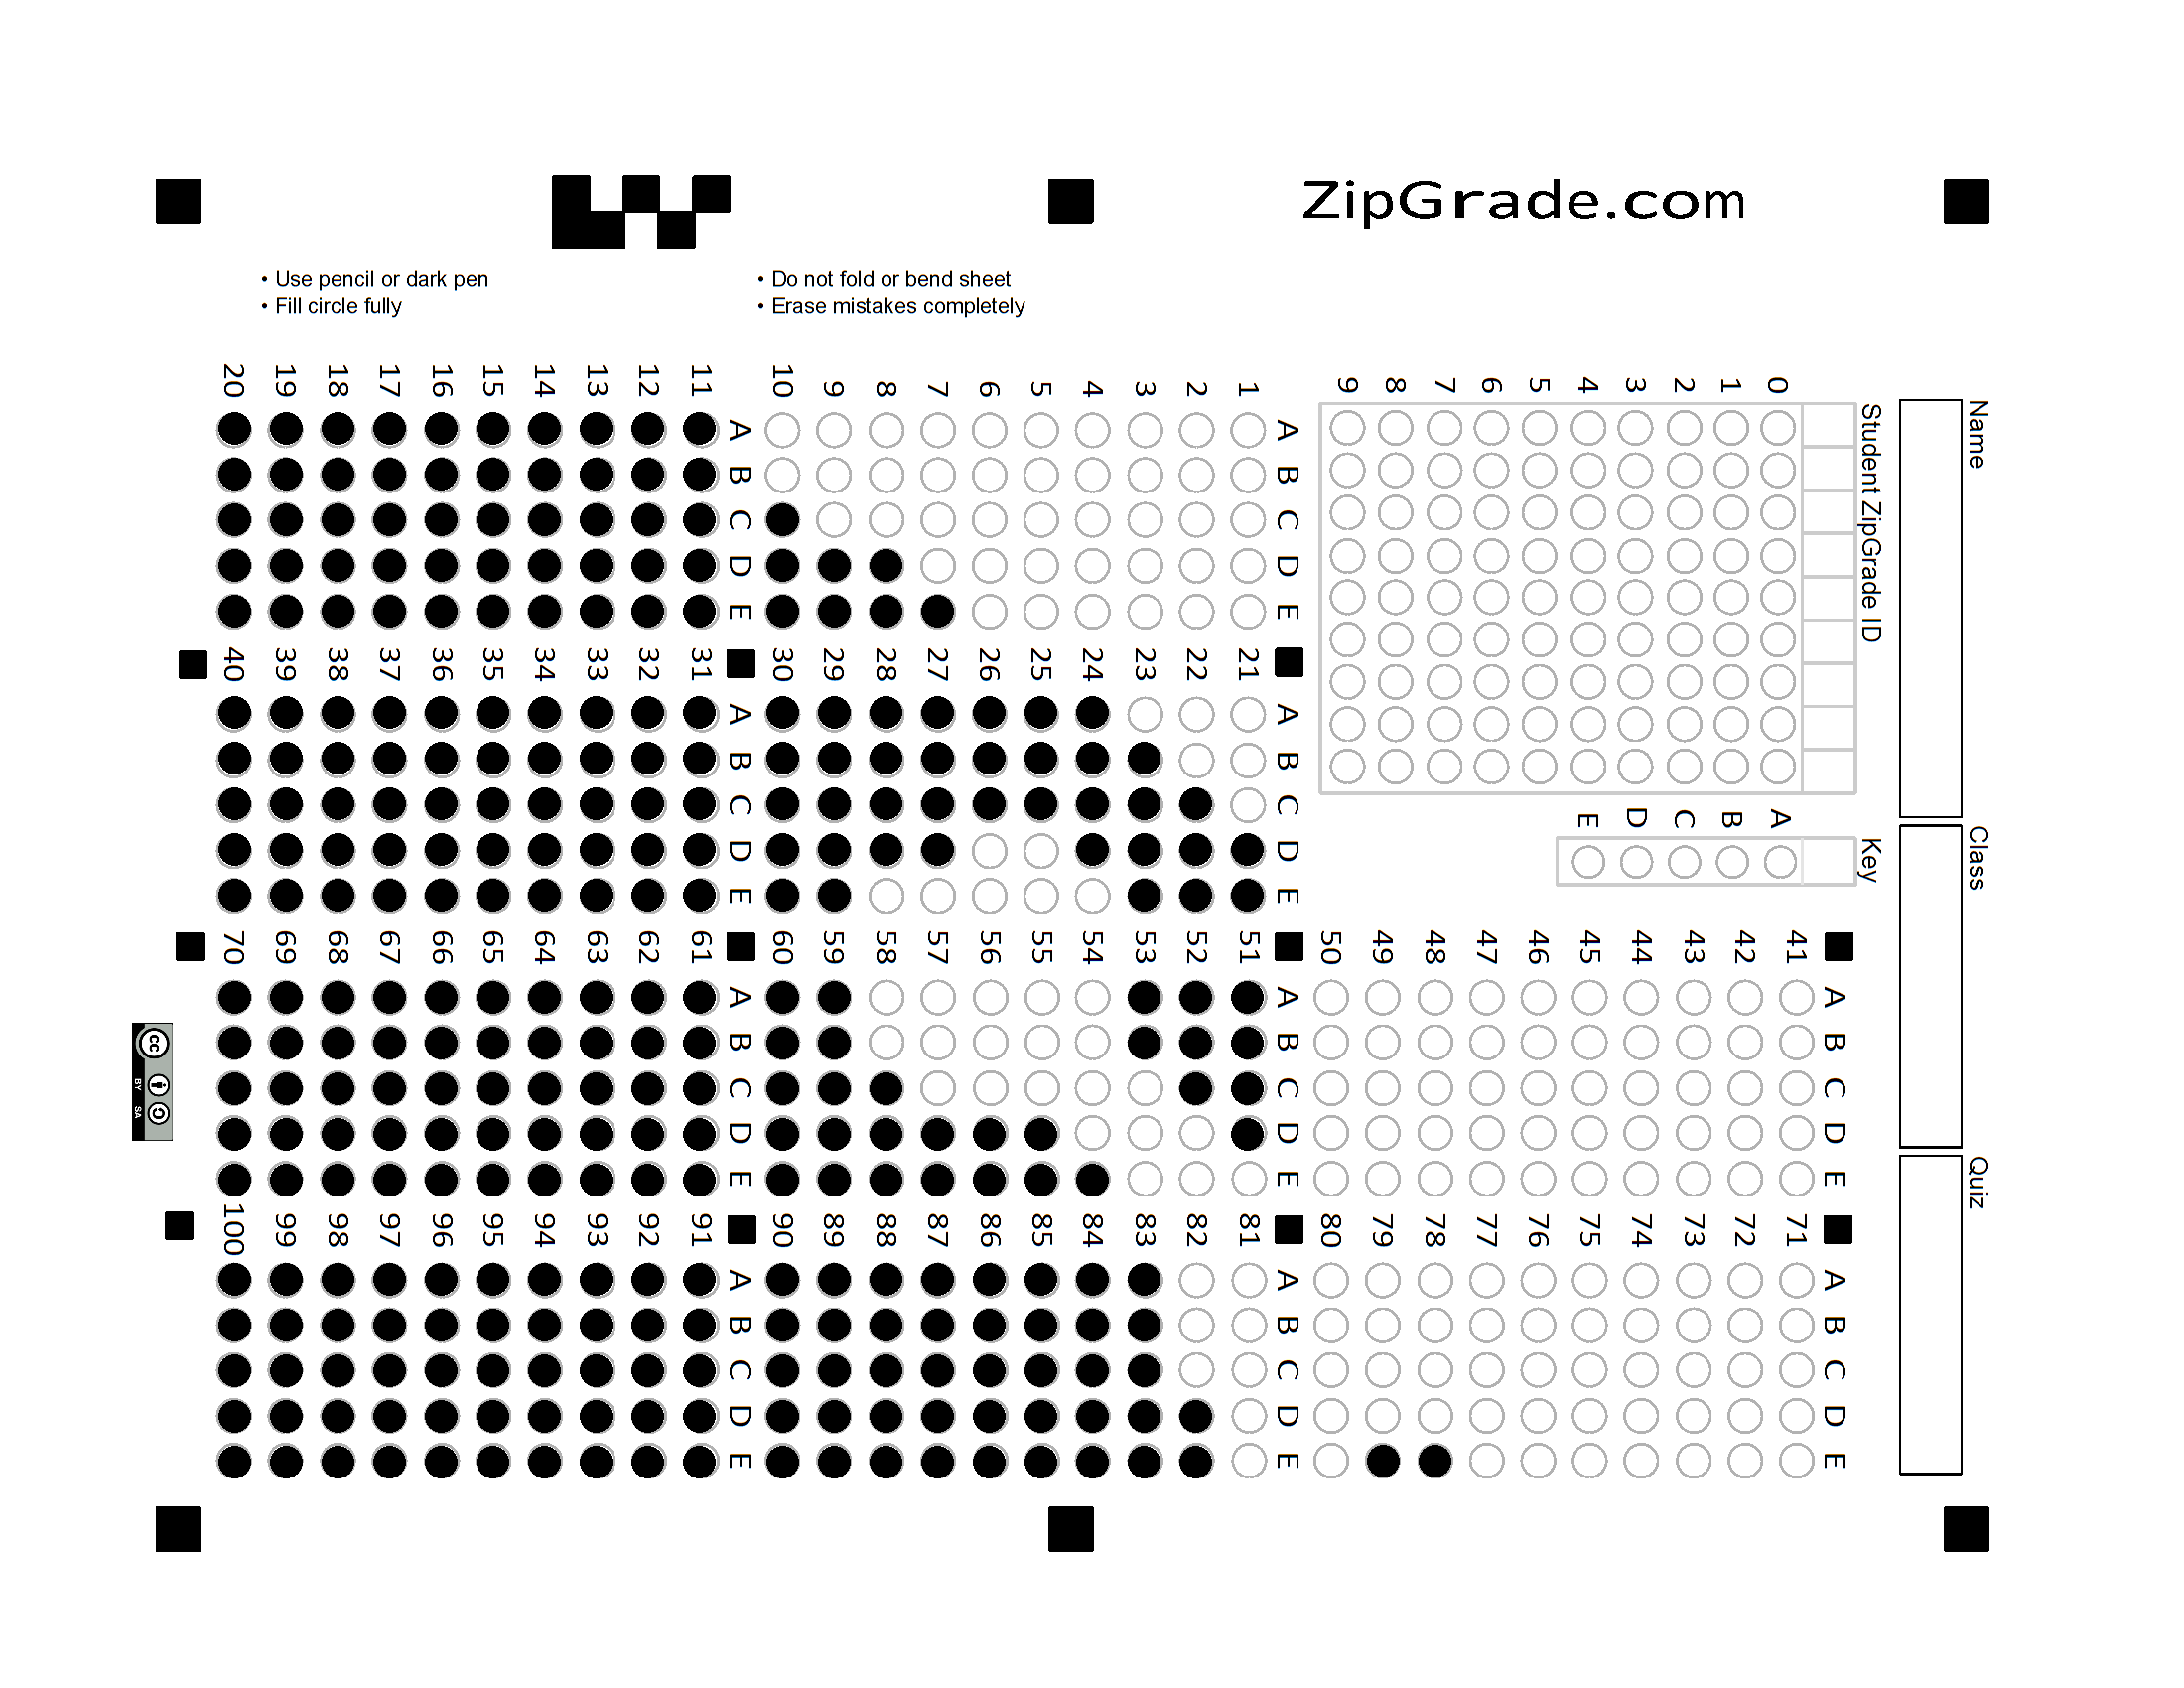 ZipGrade.com
• Use pencil or dark pen
• Fill circle fully
• Do not fold or bend sheet
• Erase mistakes completely
Name
Class
Quiz
Student ZipGrade ID
0 1 2 3 4 5 6 7 8 9
Key
A B C D E
A B C D E
1 2 3 4 5 6 7 8 9 10
A B C D E
11 12 13 14 15 16 17 18 19 20
A B C D E
21 22 23 24 25 26 27 28 29 30
A B C D E
31 32 33 34 35 36 37 38 39 40
A B C D E
41 42 43 44 45 46 47 48 49 50
A B C D E
51 52 53 54 55 56 57 58 59 60
A B C D E
61 62 63 64 65 66 67 68 69 70
A B C D E
71 72 73 74 75 76 77 78 79 80
A B C D E
81 82 83 84 85 86 87 88 89 90
A B C D E
91 92 93 94 95 96 97 98 99 100
cc BY SA